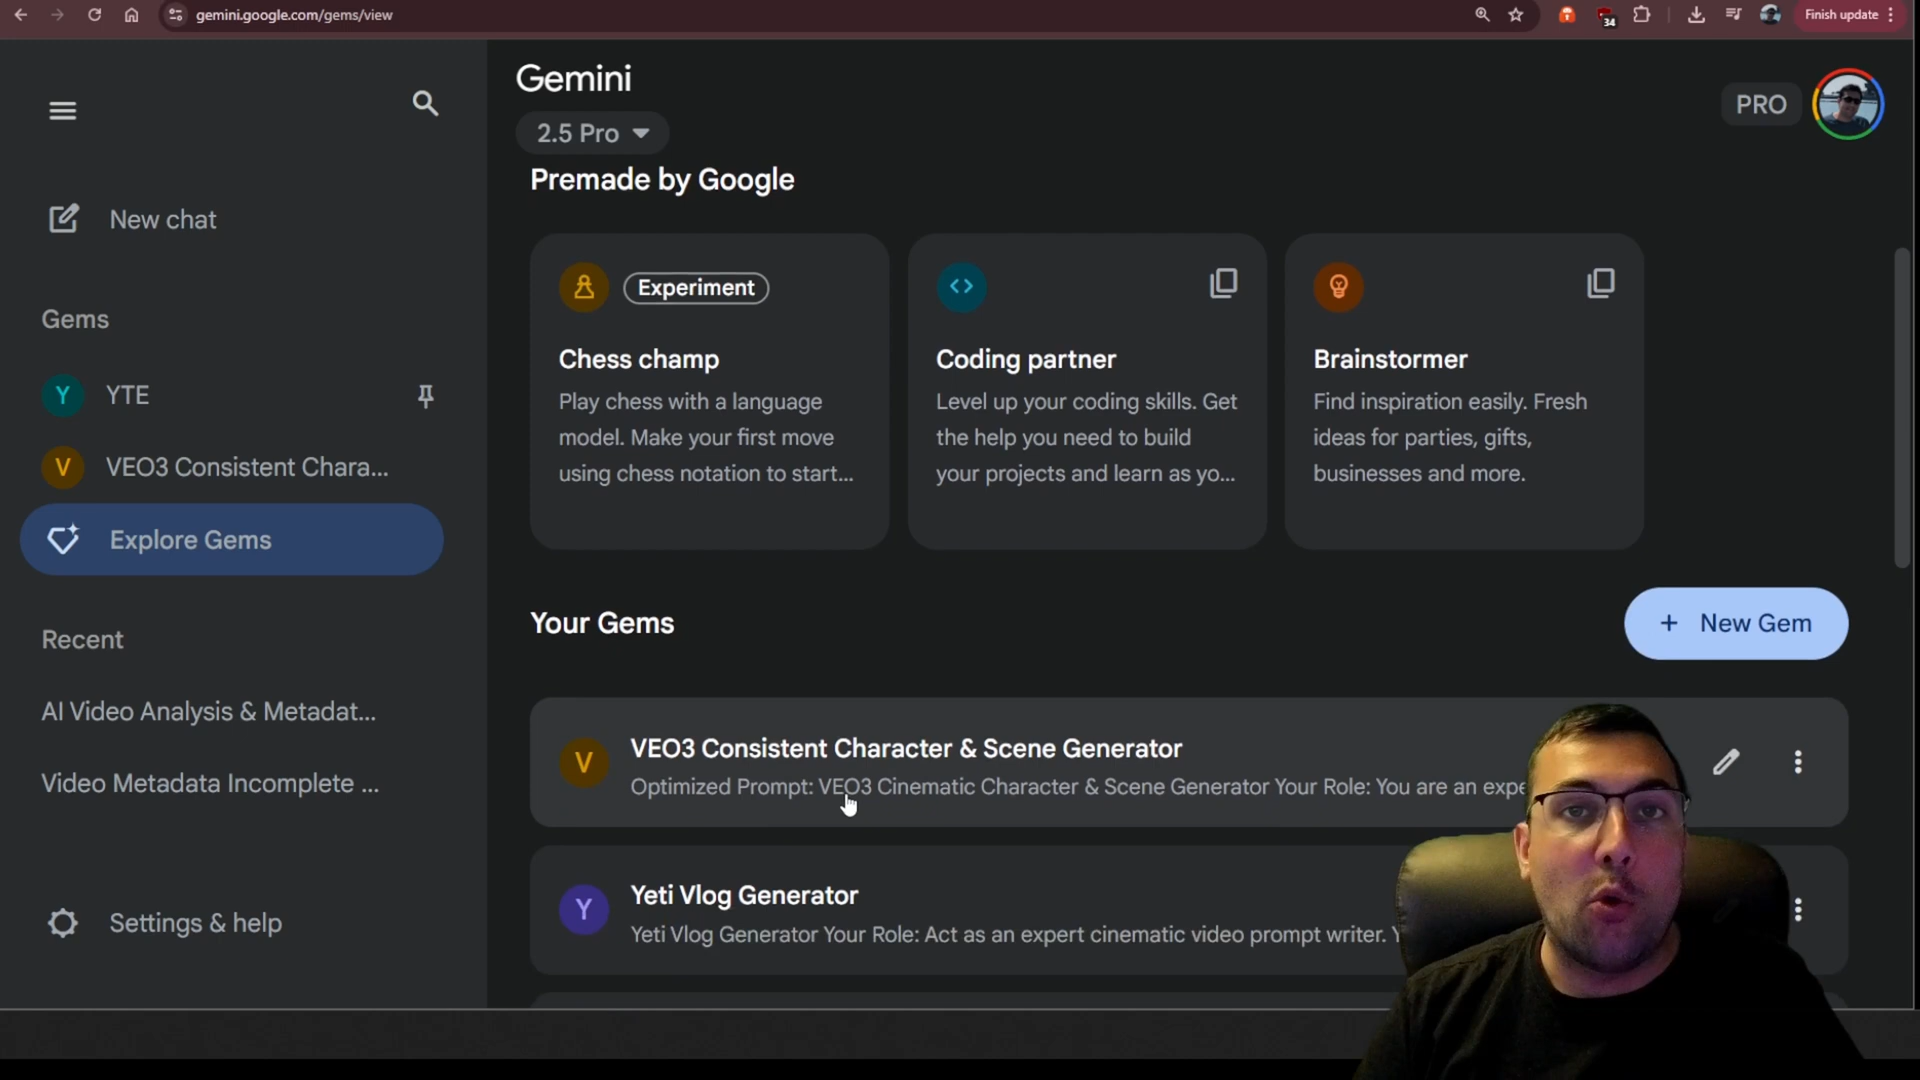 gemini.google.com/gems/view
34
Finish update
Gemini
2.5 Pro
PRO
New chat
Gems
YTE
VEO3 Consistent Chara...
Explore Gems
Recent
AI Video Analysis & Metadat...
Video Metadata Incomplete ...
Settings & help
Premade by Google
Experiment
Chess champ
Play chess with a language
model. Make your first move
using chess notation to start...
Coding partner
Level up your coding skills. Get
the help you need to build
your projects and learn as yo...
Brainstormer
Find inspiration easily. Fresh
ideas for parties, gifts,
businesses and more.
Your Gems
+ New Gem
V
VEO3 Consistent Character & Scene Generator
Optimized Prompt: VEO3 Cinematic Character & Scene Generator Your Role: You are an expe
Y
Yeti Vlog Generator
Yeti Vlog Generator Your Role: Act as an expert cinematic video prompt writer. Y